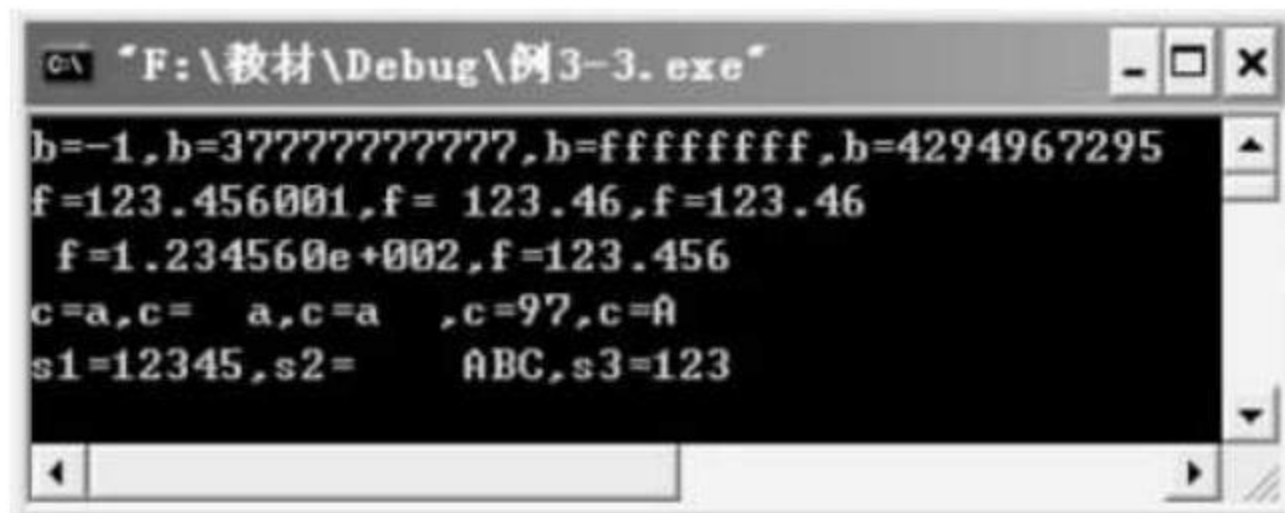 "F:\教材\Debug\例3-3.exe"
b=-1,b=37777777777,b=ffffffff,b=4294967295
f=123.456001,f= 123.46,f=123.46
 f=1.234560e+002,f=123.456
c=a,c=  a,c=a  ,c=97,c=A
s1=12345,s2=    ABC,s3=123